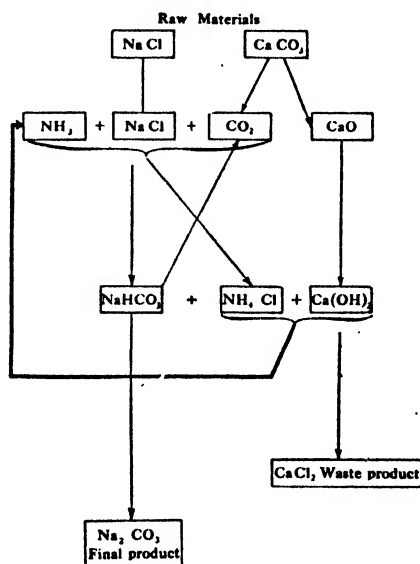 Raw Materials
Na Cl
Ca CO₃
NH₃ + Na Cl + CO₂
CaO
NaHCO₃ + NH₄ Cl + Ca(OH)₂
CaCl₂ Waste product
Na₂ CO₃
Final product